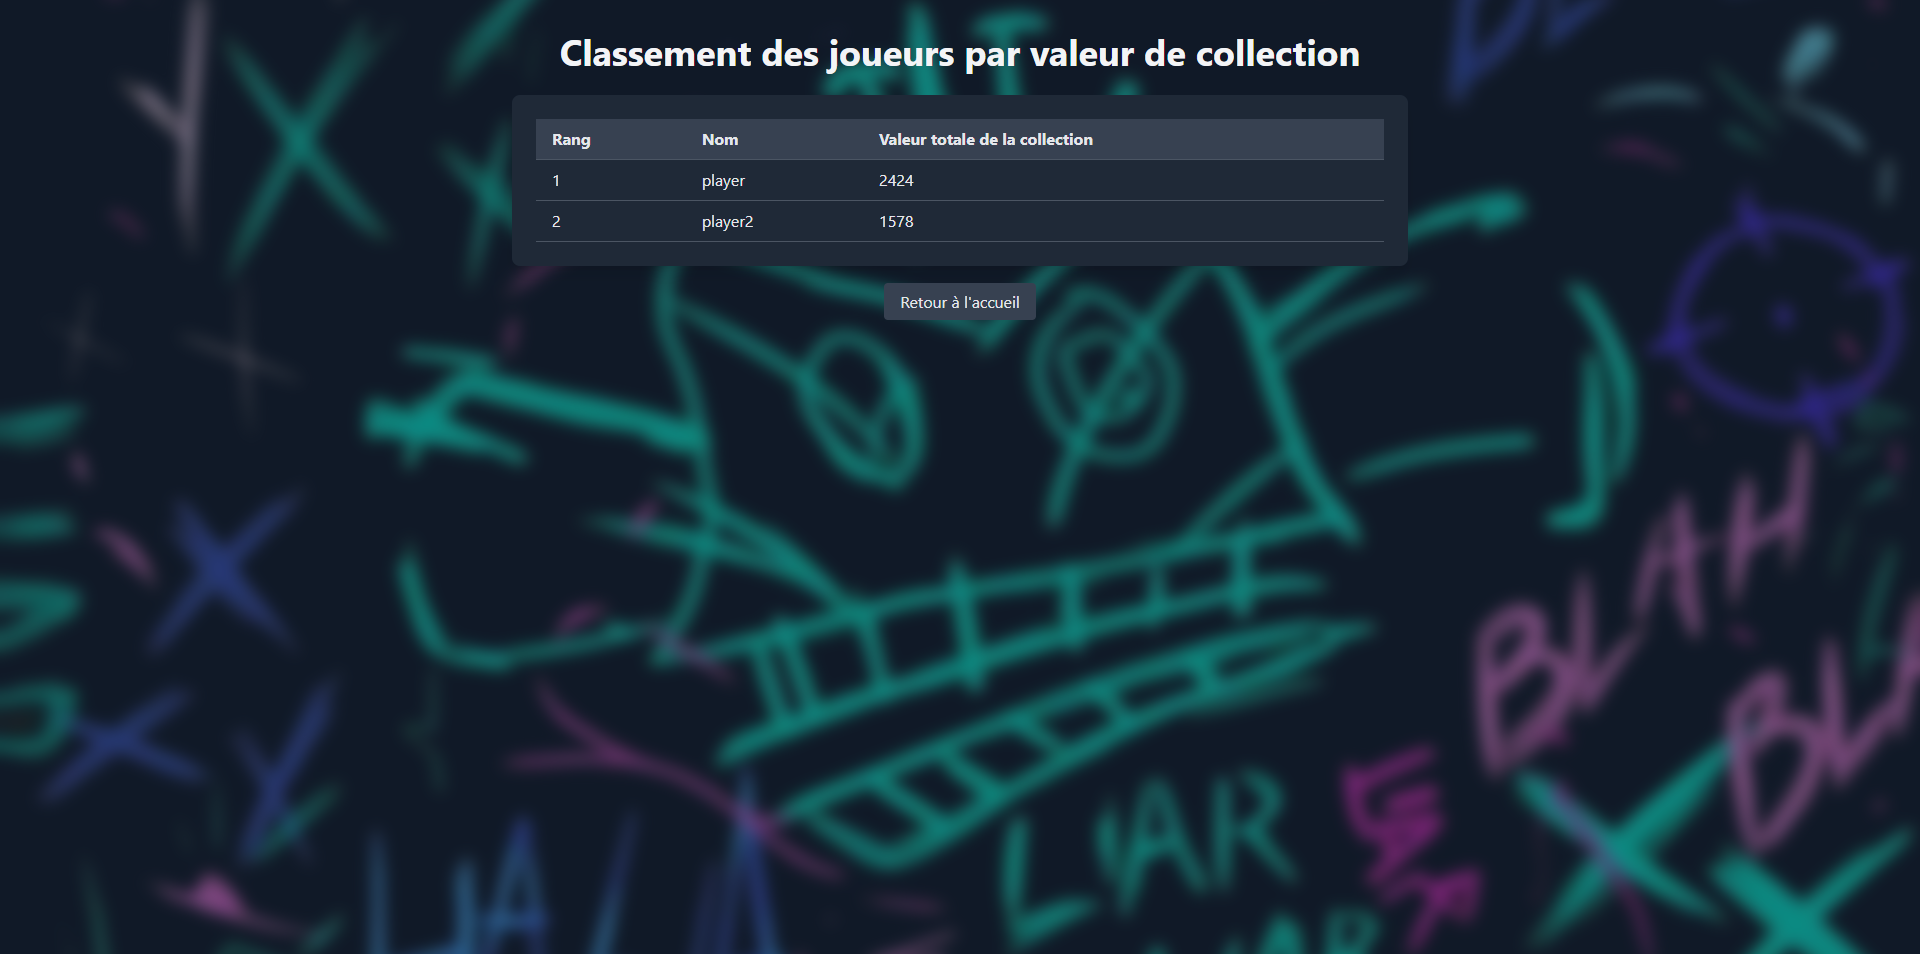 Classement des joueurs par valeur de collection
Rang Nom Valeur totale de la collection
1 player 2424
2 player2 1578
Retour à l'accueil
BLAH
LIAR